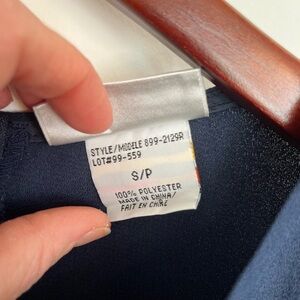 STYLE/MODELE 899-2129R
LOT#99-559
S/P
100% POLYESTER
MADE IN CHINA/
FAIT EN CHINE